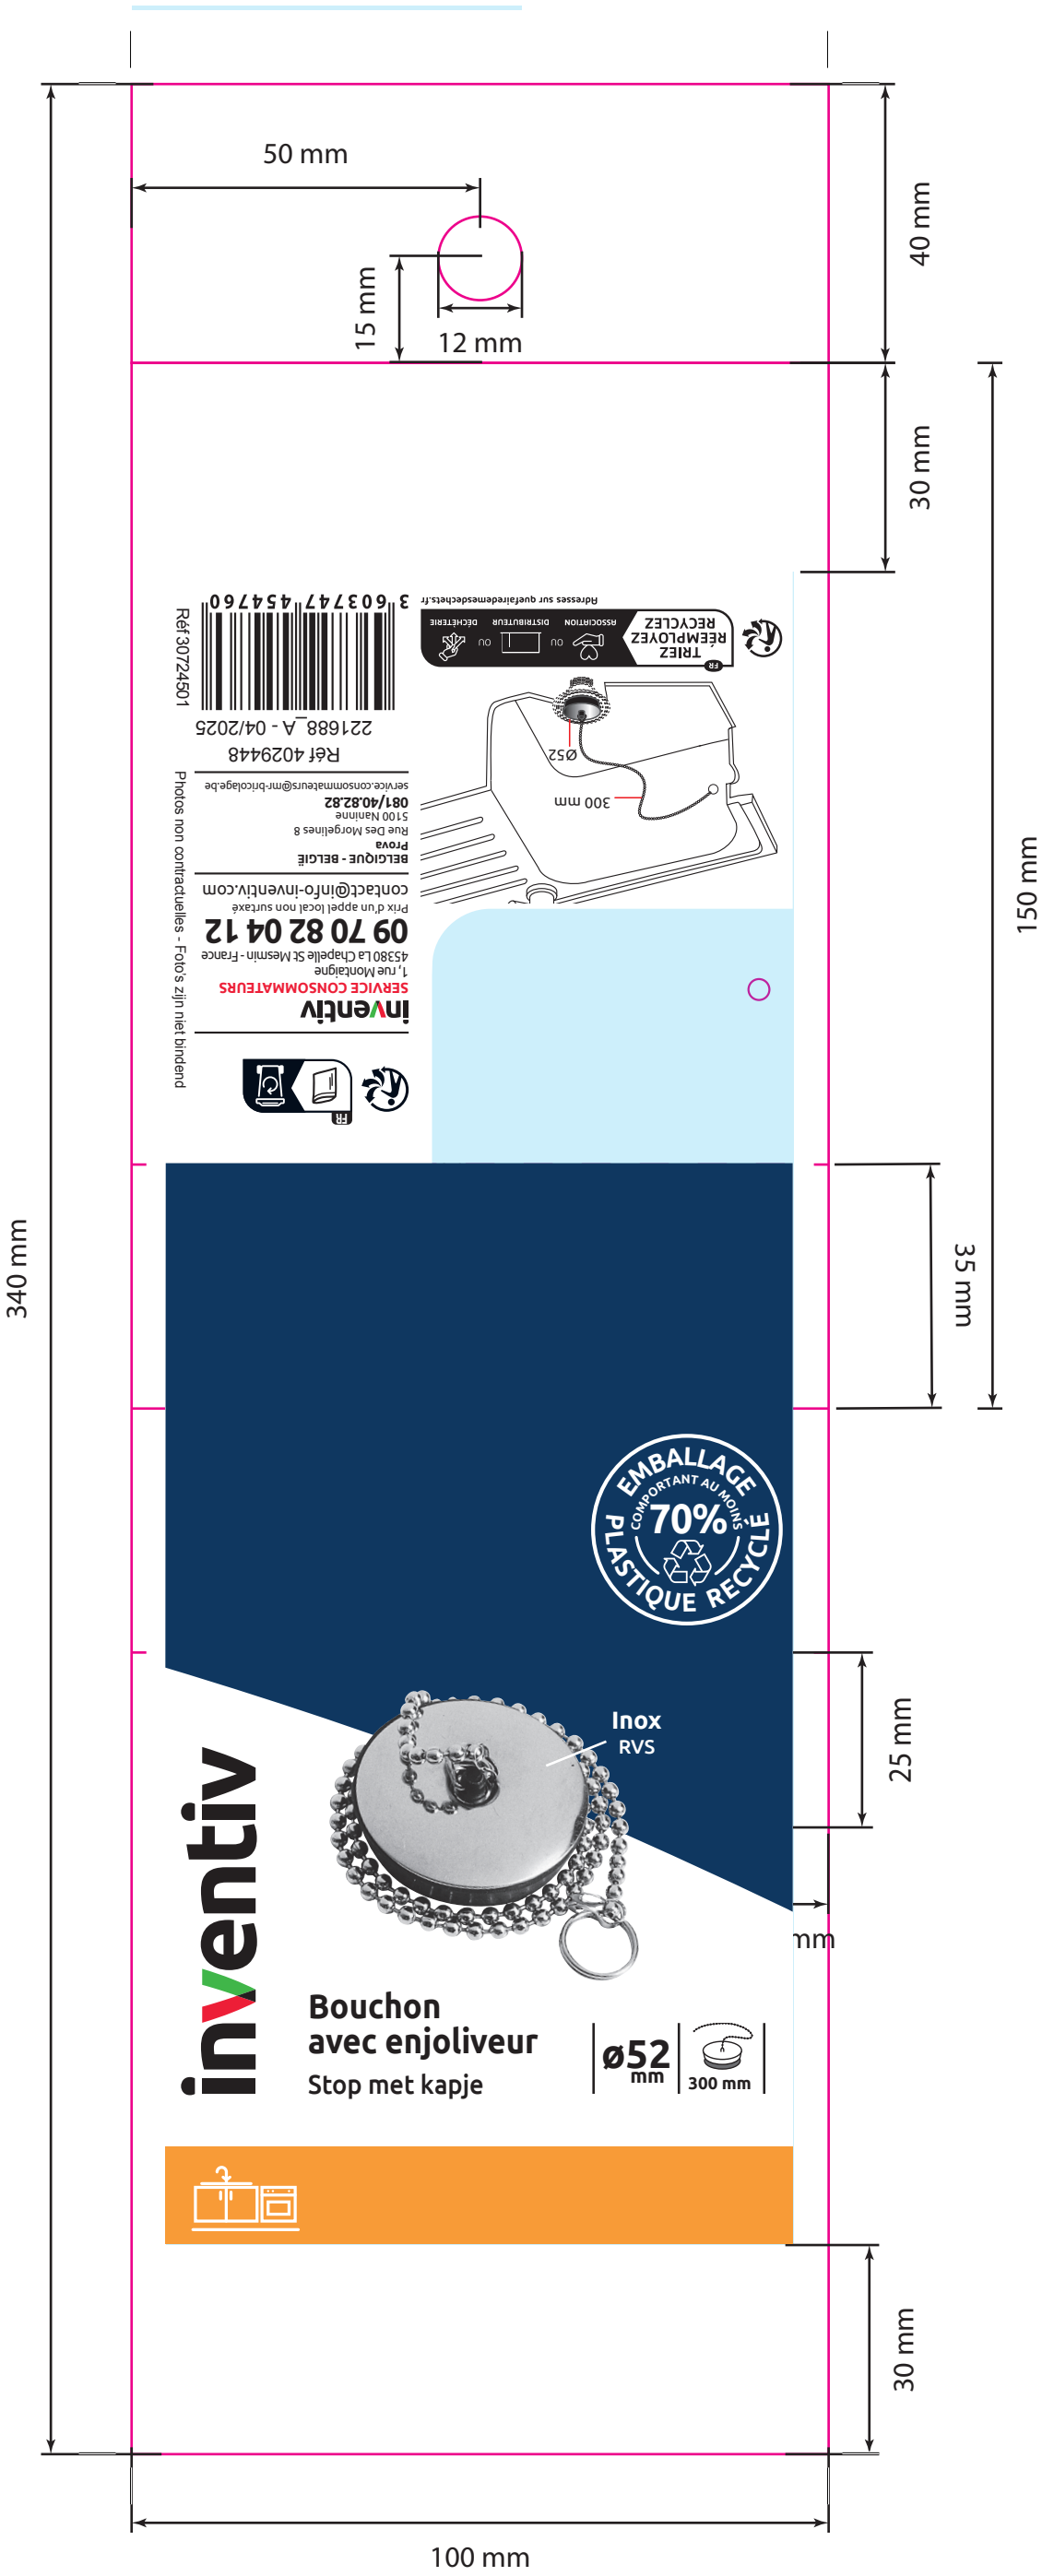 50 mm
40 mm
15 mm
12 mm
30 mm
150 mm
340 mm
35 mm
3 603747 454760
Réf 30724501
221688_A - 04/2025
Réf 4029448
service.consommateurs@mr-bricolage.be
081/40.82.82
5100 Naninne
Rue Des Morgelines 8
Prova
BELGIQUE - BELGIË
contact@info-inventiv.com
Prix d'un appel local non surtaxé
09 70 82 04 12
45380 La Chapelle St Mesmin - France
1, rue Montaigne
SERVICE CONSOMMATEURS
inventiv
FR
Photos non contractuelles - Foto's zijn niet bindend
Adresses sur quefairedemesdechets.fr
FR
TRIEZ
RÉEMPLOYEZ
RECYCLEZ
ASSOCIATION
OU
DISTRIBUTEUR
OU
DÉCHÈTERIE
Ø52
300 mm
EMBALLAGE
COMPORTANT AU MOINS
70%
PLASTIQUE RECYCLÉ
Inox
RVS
25 mm
mm
inventiv
Bouchon
avec enjoliveur
Stop met kapje
ø52
mm
300 mm
30 mm
100 mm